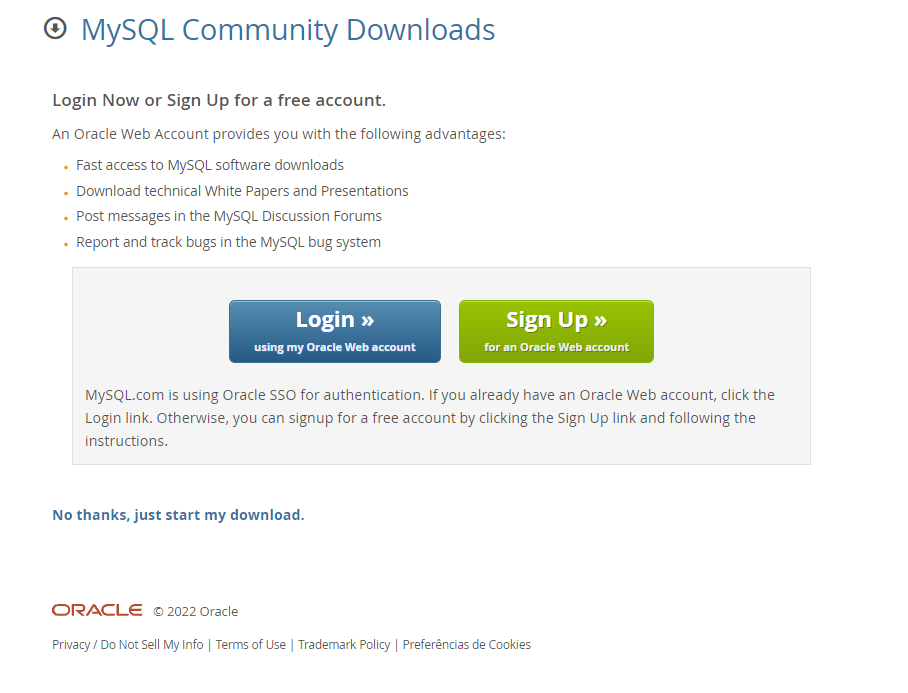 MySQL Community Downloads
Login Now or Sign Up for a free account.
An Oracle Web Account provides you with the following advantages:
Fast access to MySQL software downloads
Download technical White Papers and Presentations
Post messages in the MySQL Discussion Forums
Report and track bugs in the MySQL bug system
Login »
using my Oracle Web account
Sign Up »
for an Oracle Web account
MySQL.com is using Oracle SSO for authentication. If you already have an Oracle Web account, click the
Login link. Otherwise, you can signup for a free account by clicking the Sign Up link and following the
instructions.
No thanks, just start my download.
ORACLE © 2022 Oracle
Privacy / Do Not Sell My Info | Terms of Use | Trademark Policy | Preferências de Cookies